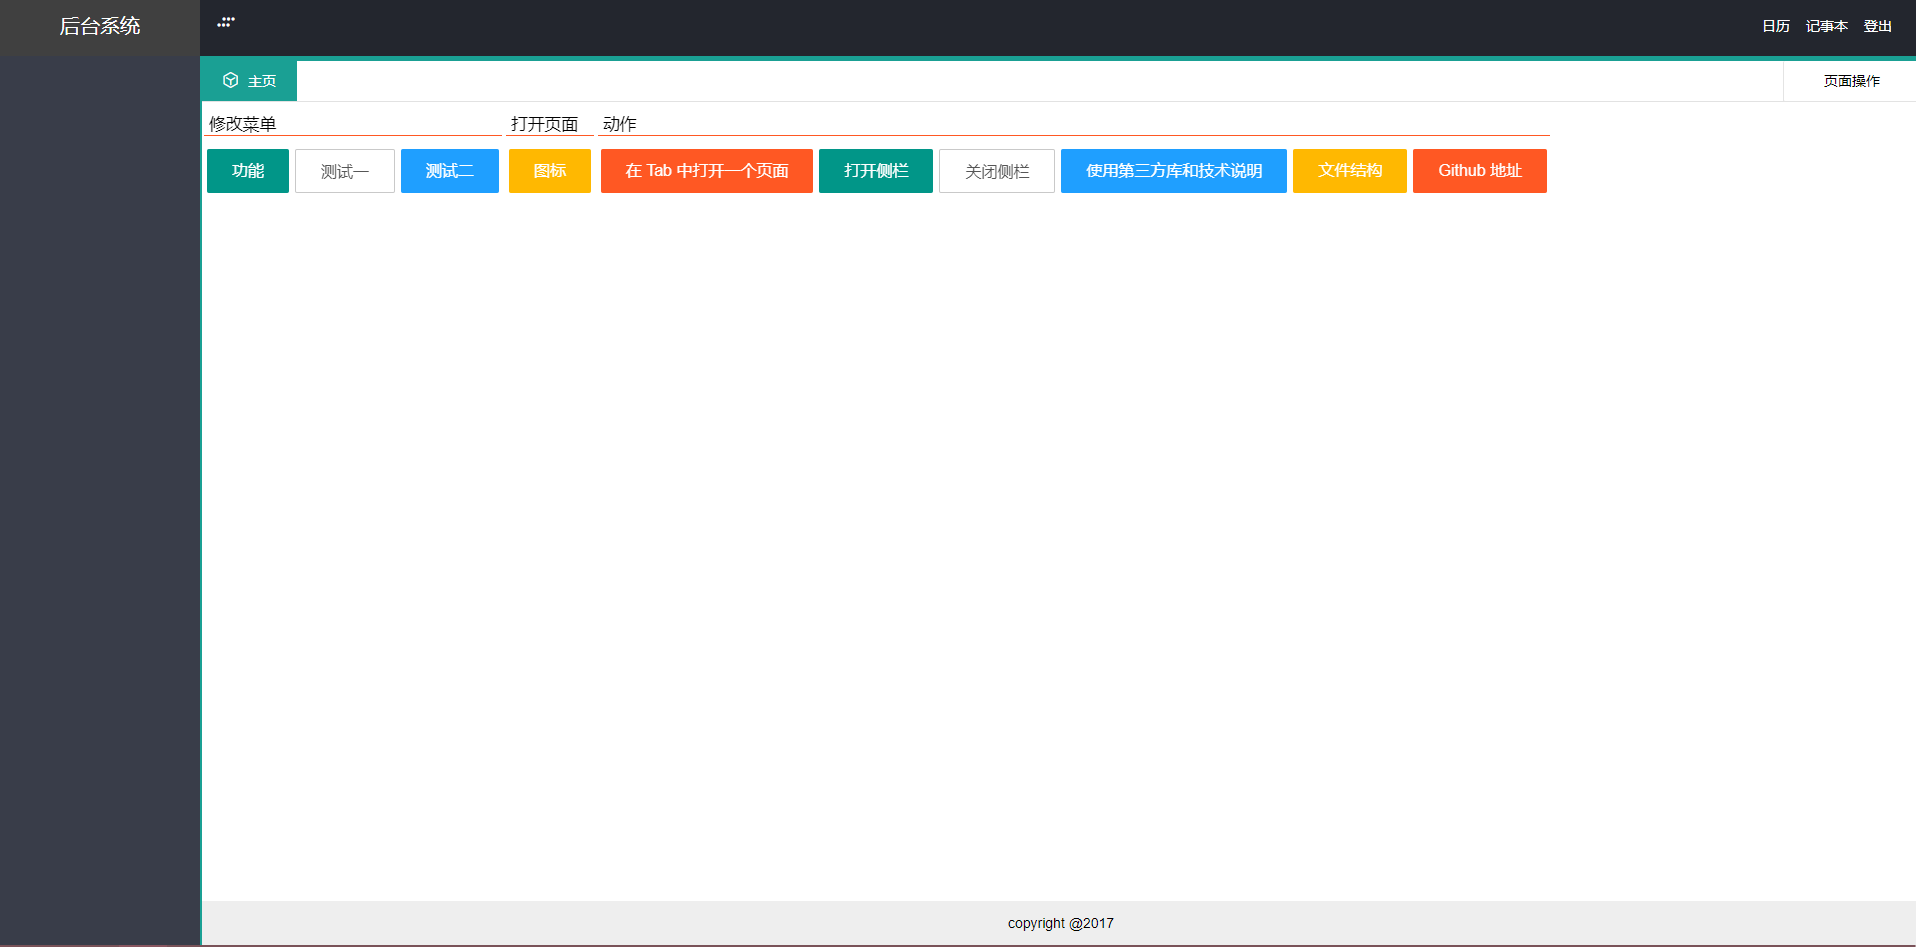 后台系统
日历 记事本 登出
主页 页面操作
修改菜单 打开页面 动作
功能 测试一 测试二 图标 在 Tab 中打开一个页面 打开侧栏 关闭侧栏 使用第三方库和技术说明 文件结构 Github 地址
copyright @2017